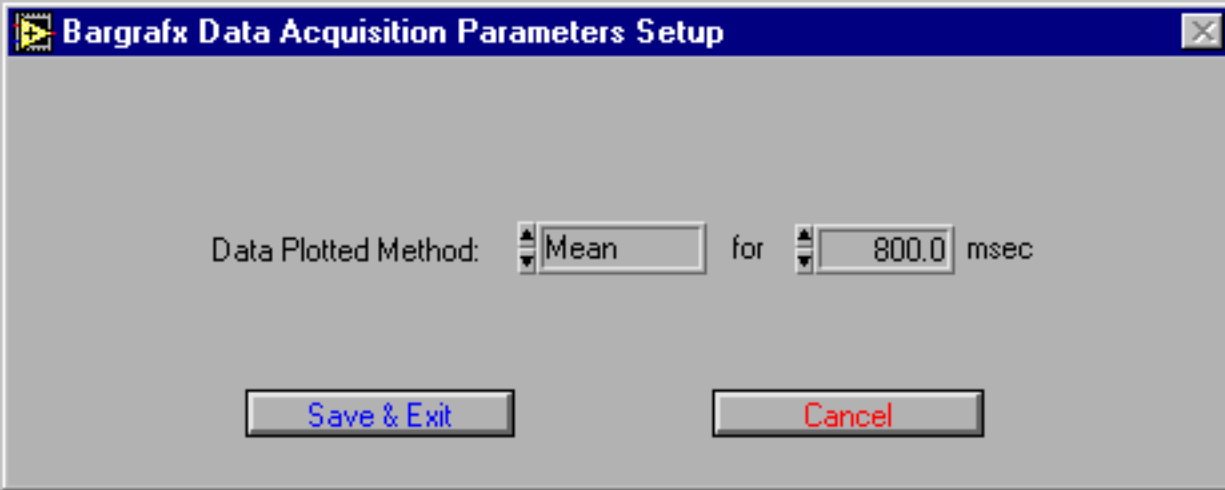 Bargrafx Data Acquisition Parameters Setup
Data Plotted Method: Mean for 800.0 msec
Save & Exit Cancel